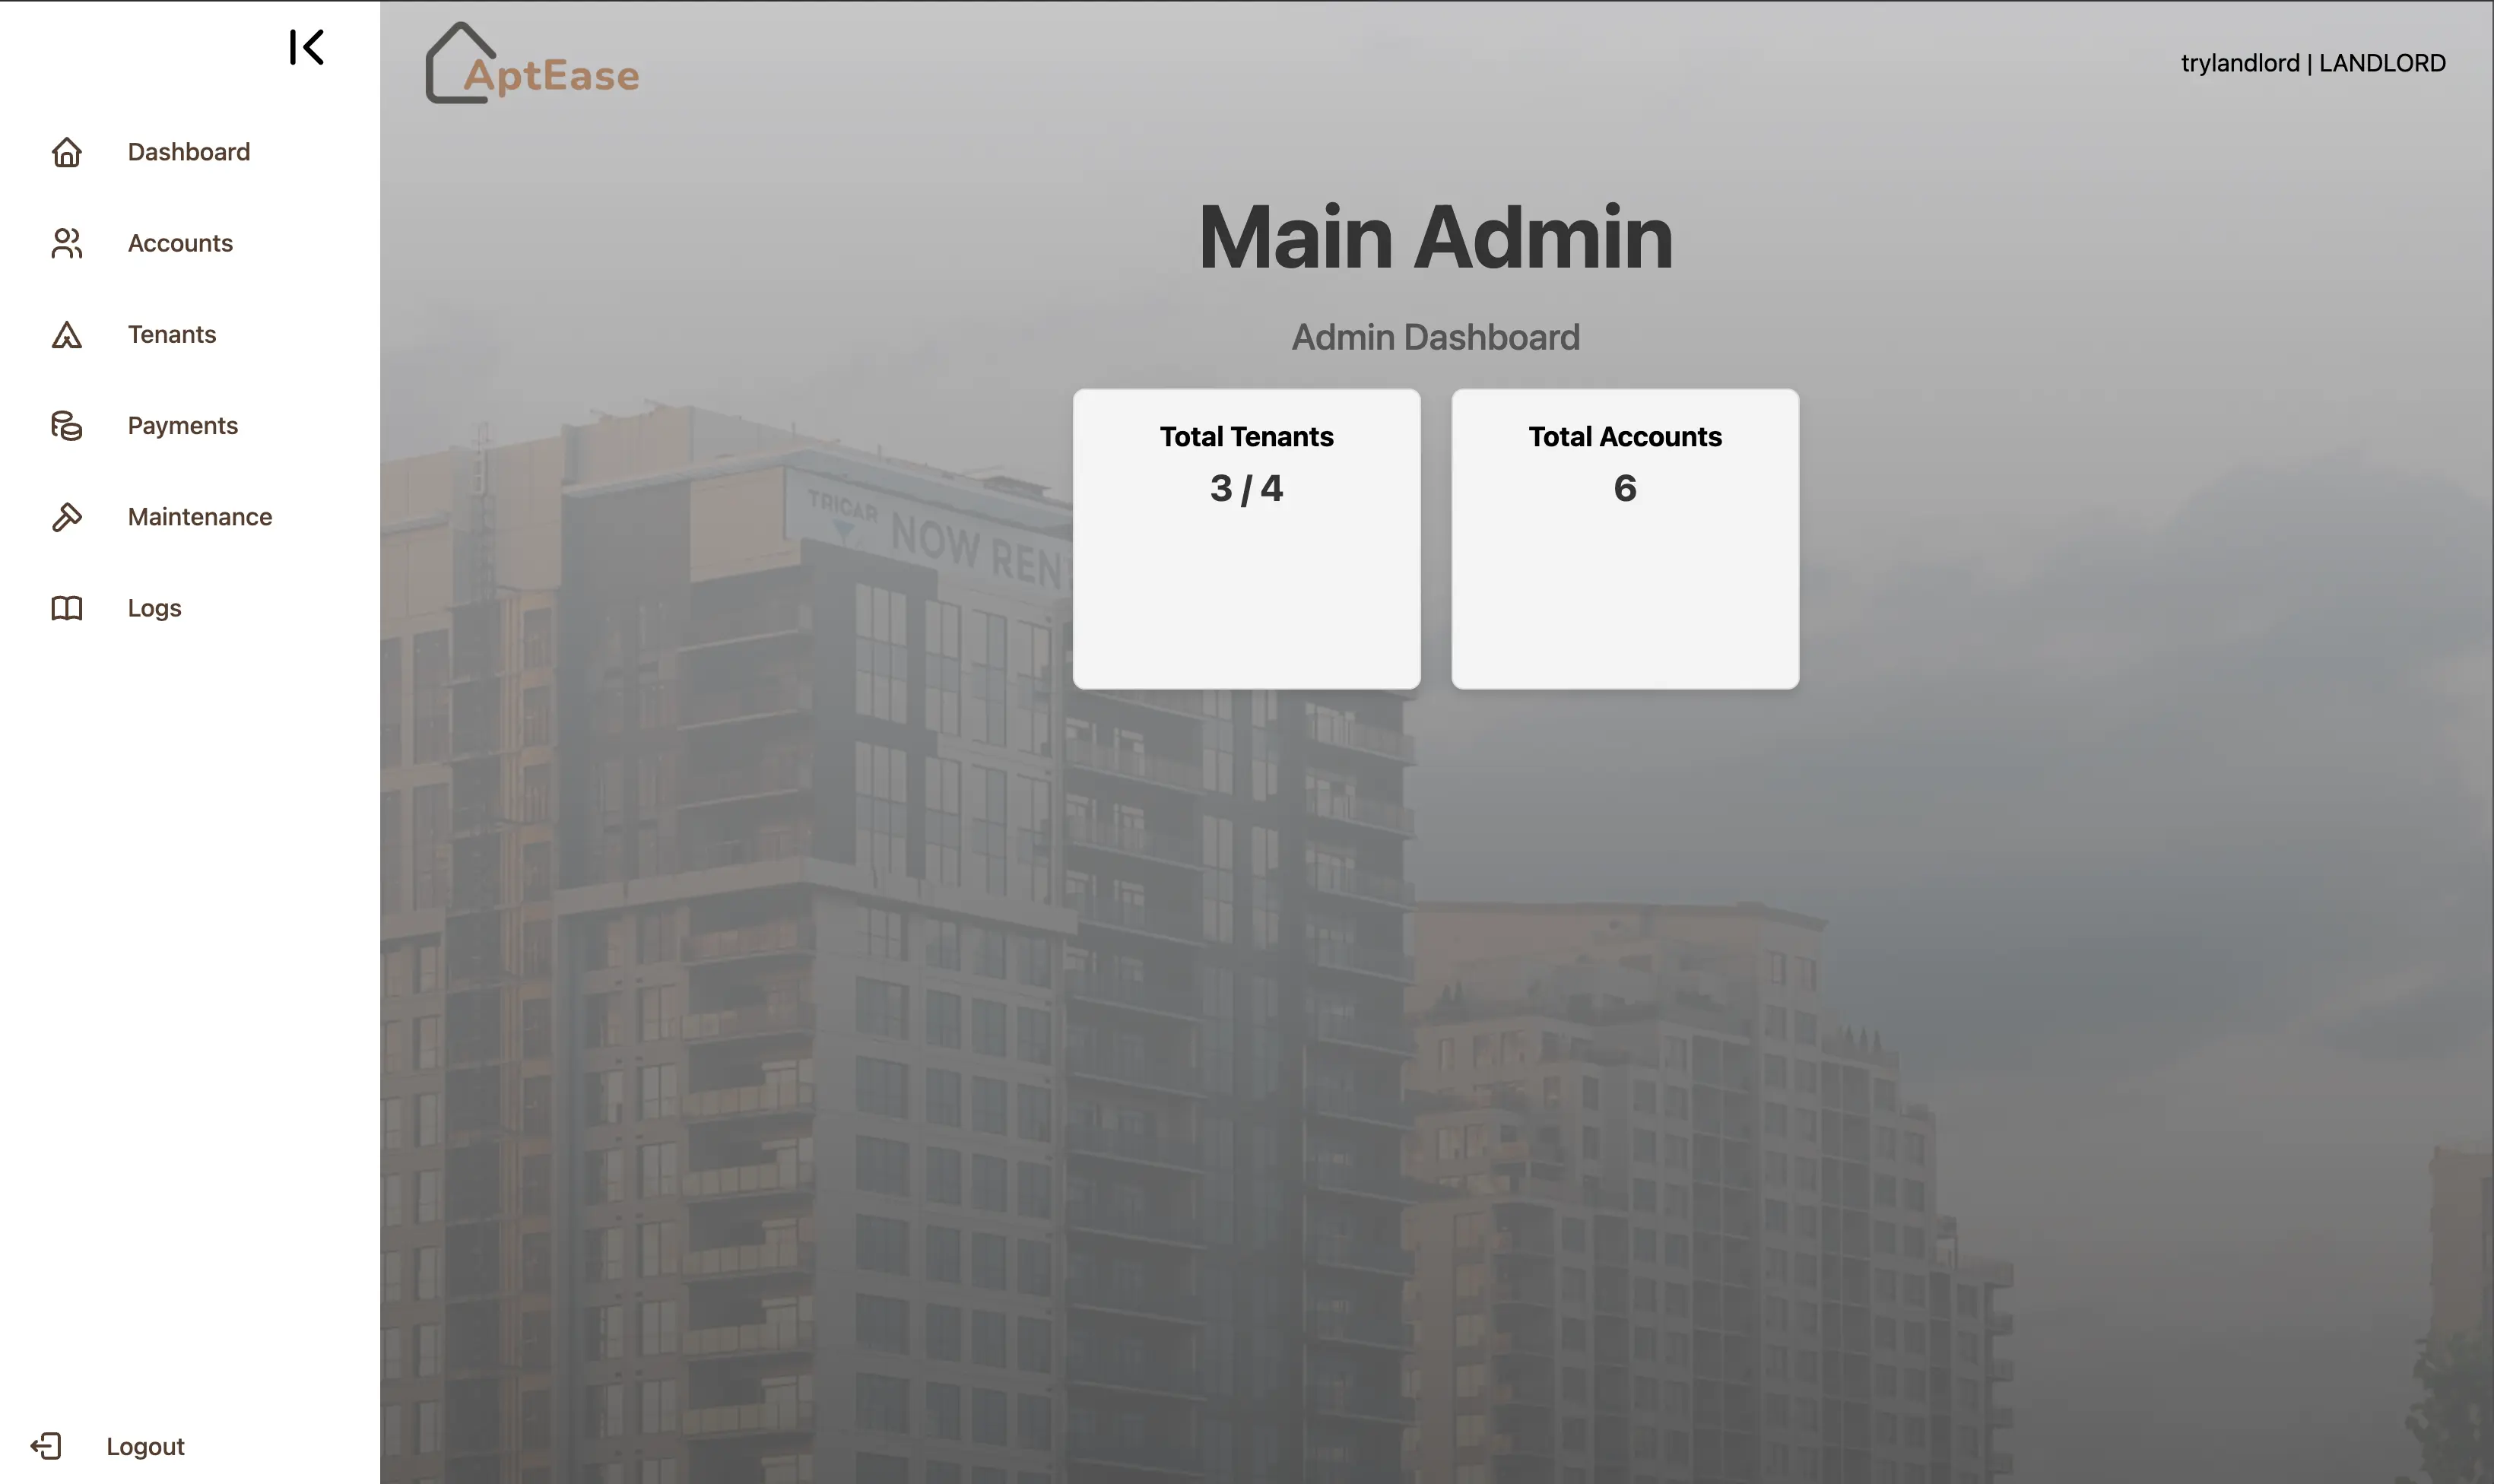 AptEase
trylandlord | LANDLORD
Dashboard
Accounts
Tenants
Payments
Maintenance
Logs
Logout
Main Admin
Admin Dashboard
Total Tenants
3 / 4
Total Accounts
6
TRICAR
NOW REN